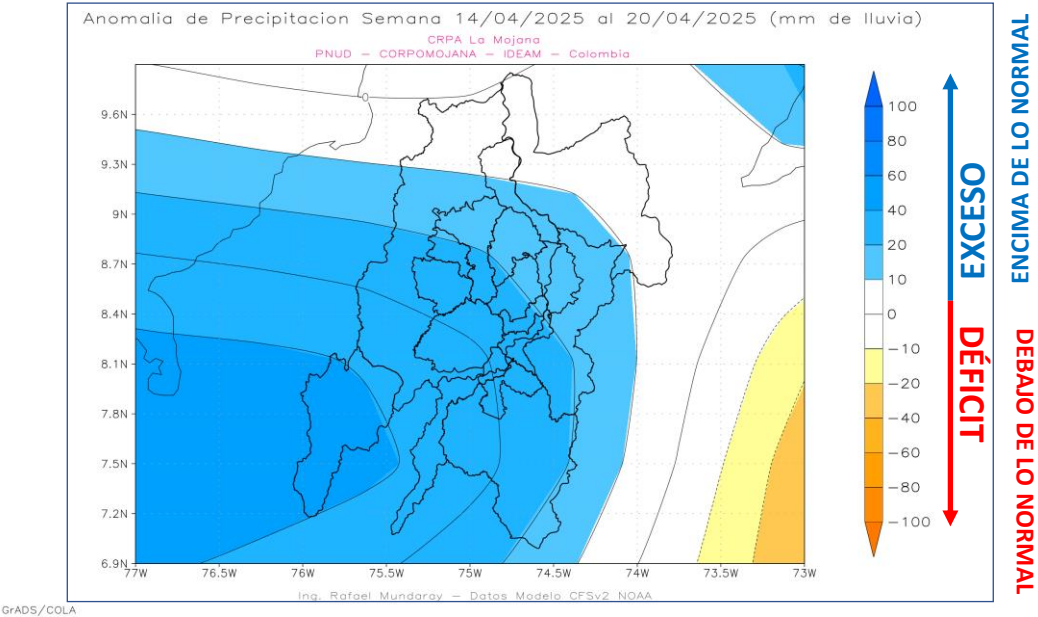 Anomalia de Precipitacion Semana 14/04/2025 al 20/04/2025 (mm de lluvia)
CRPA La Mojana
PNUD – CORPOMOJANA – IDEAM – Colombia
0
9.6N
9.3N
9N
8.7N
8.4N
8.1N
7.8N
7.5N
7.2N
6.9N
77W
76.5W
76W
75.5W
75W
74.5W
74W
73.5W
73W
100
80
60
40
20
10
0
−10
−20
−40
−60
−80
−100
EXCESO
DÉFICIT
ENCIMA DE LO NORMAL
DEBAJO DE LO NORMAL
Ing. Rafael Mundaray – Datos Modelo CFSv2 NOAA
GrADS/COLA